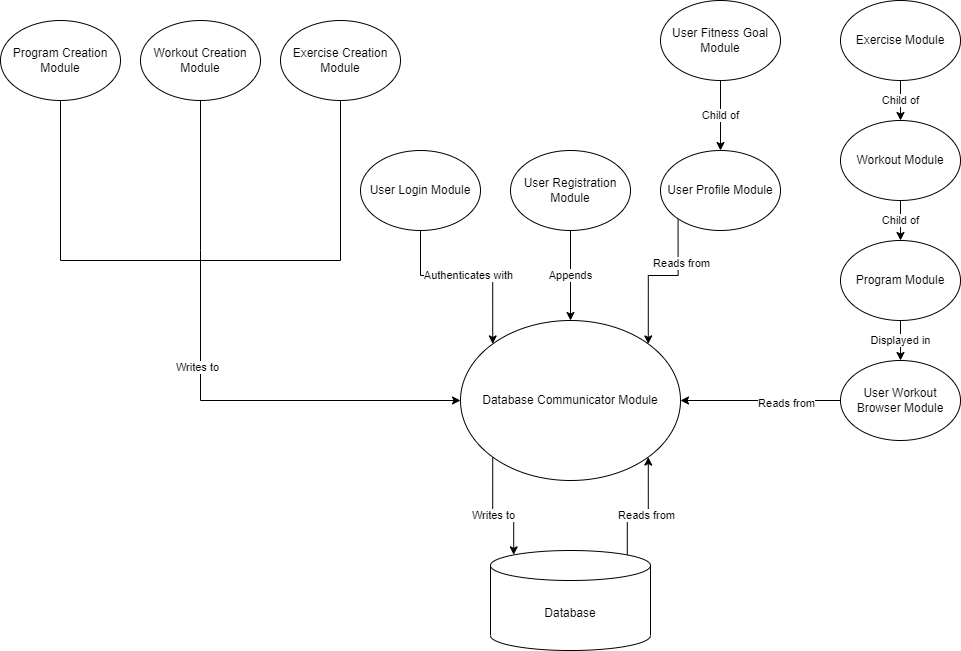 Program Creation
Module
Workout Creation
Module
Exercise Creation
Module
User Fitness Goal
Module
Exercise Module
Child of
Child of
Workout Module
User Login Module
User Registration
Module
User Profile Module
Child of
Reads from
Authenticates with
Appends
Program Module
Displayed in
Writes to
Database Communicator Module
Reads from
User Workout
Browser Module
Writes to
Reads from
Database